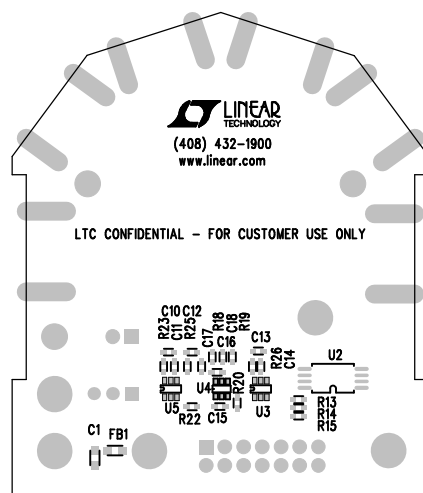 LINEAR
TECHNOLOGY
(408) 432-1900
www.linear.com
LTC CONFIDENTIAL - FOR CUSTOMER USE ONLY
R23
C10
C11
R25
C12
C17
R18
C16
C18
R19
C13
R26
C14
U2
U5
U4
R20
U3
R22
C15
R13
R14
R15
C1
FB1